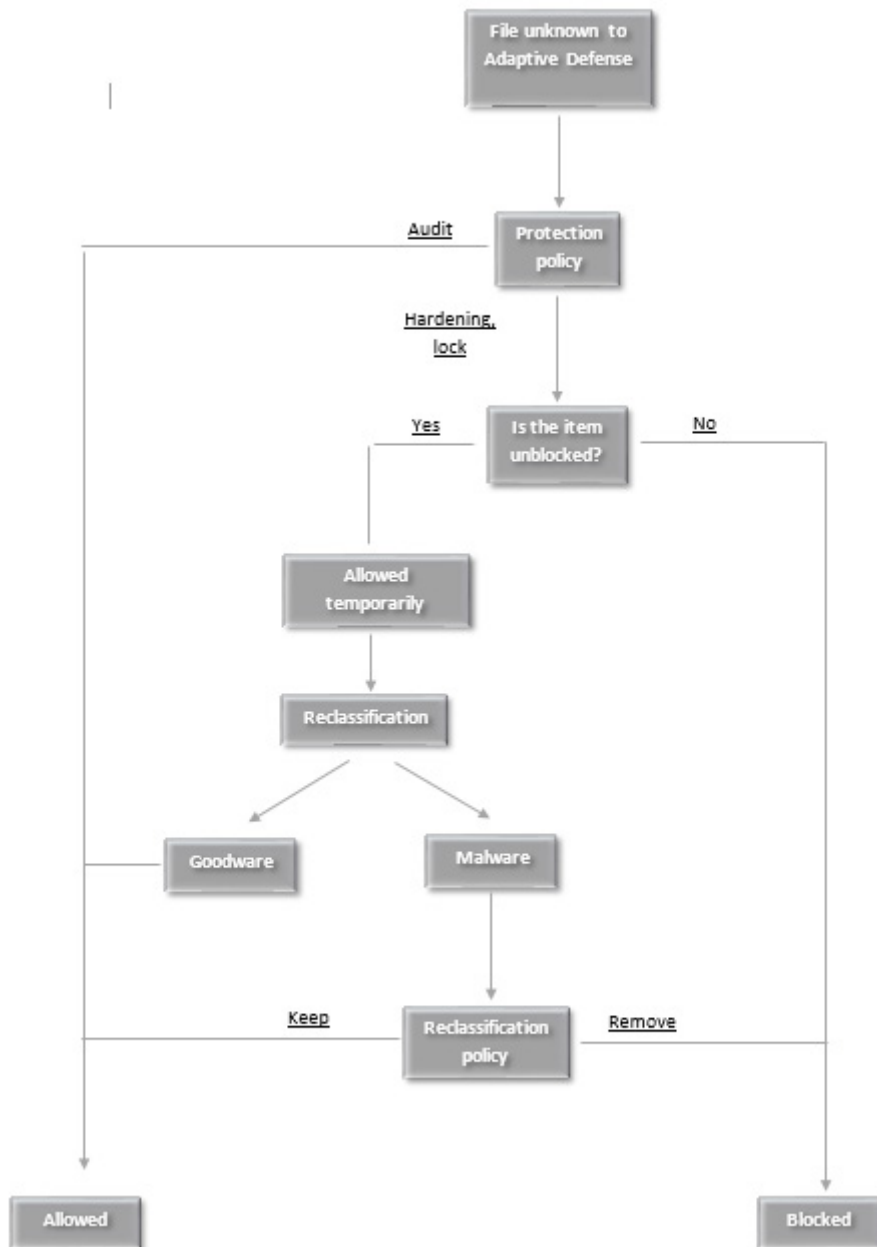 File unknown to
Adaptive Defense
Audit
Protection
policy
Hardening,
lock
Yes
Is the item
unblocked?
No
Allowed
temporarily
Reclassification
Goodware
Malware
Keep
Reclassification
policy
Remove
Allowed
Blocked